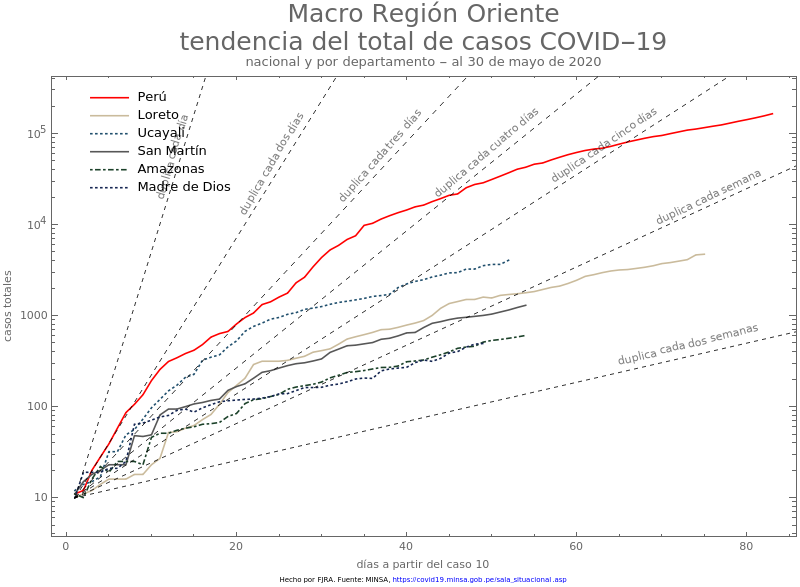 Macro Región Oriente
tendencia del total de casos COVID−19
nacional y por departamento − al 30 de mayo de 2020
Perú
Loreto
Ucayali
San Martín
Amazonas
Madre de Dios
duplica cada día
duplica cada dos días
duplica cada tres días
duplica cada cuatro días
duplica cada cinco días
duplica cada semana
duplica cada dos semanas
casos totales
10⁵
10⁴
1000
100
10
0 20 40 60 80
días a partir del caso 10
Hecho por FJRA. Fuente: MINSA, https://covid19.minsa.gob.pe/sala_situacional.asp